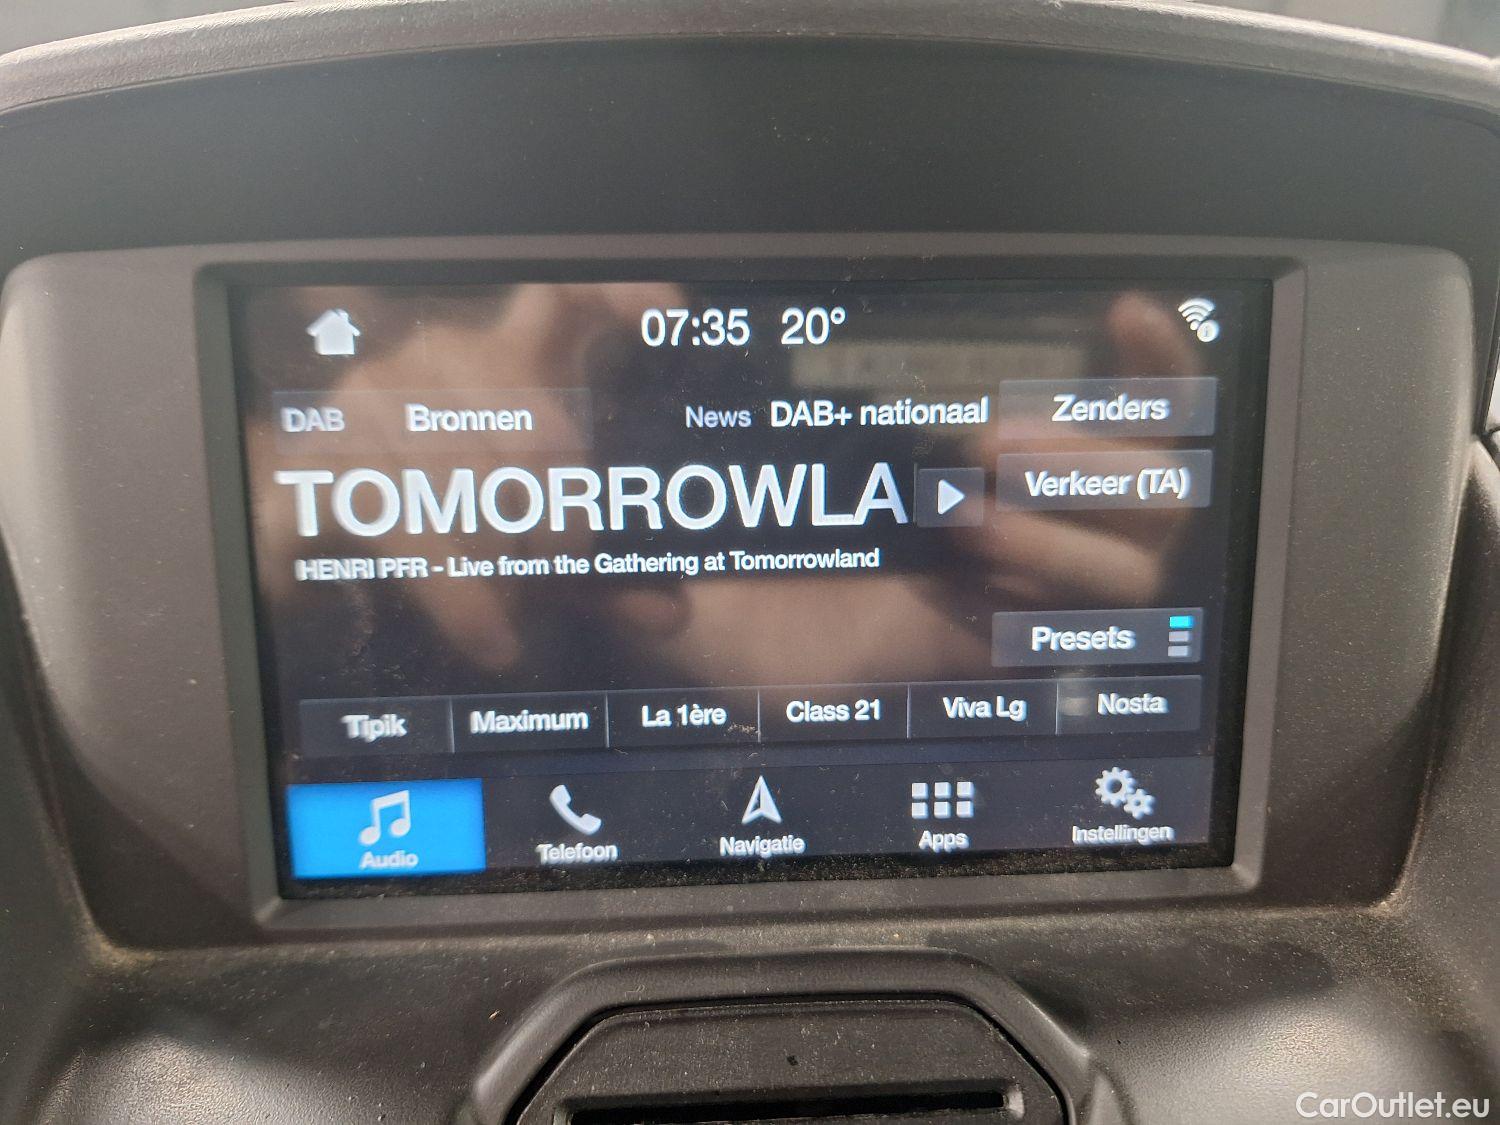 07:35 20°
DAB Bronnen News DAB+ nationaal Zenders
TOMORROWLA Verkeer (TA)
HENRI PFR - Live from the Gathering at Tomorrowland
Presets
Tipik Maximum La 1ère Class 21 Viva Lg Nosta
Audio Telefoon Navigatie Apps Instellingen
CarOutlet.eu